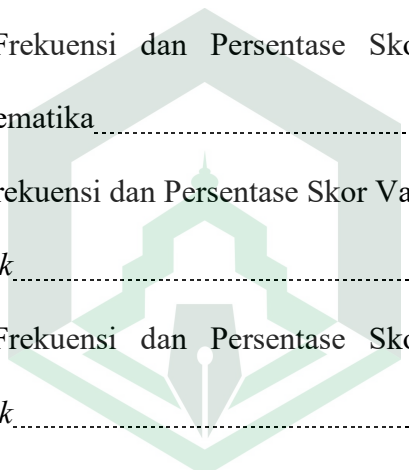 Frekuensi dan Persentase Sko
ematika
rekuensi dan Persentase Skor Va
k
Frekuensi dan Persentase Sko
k